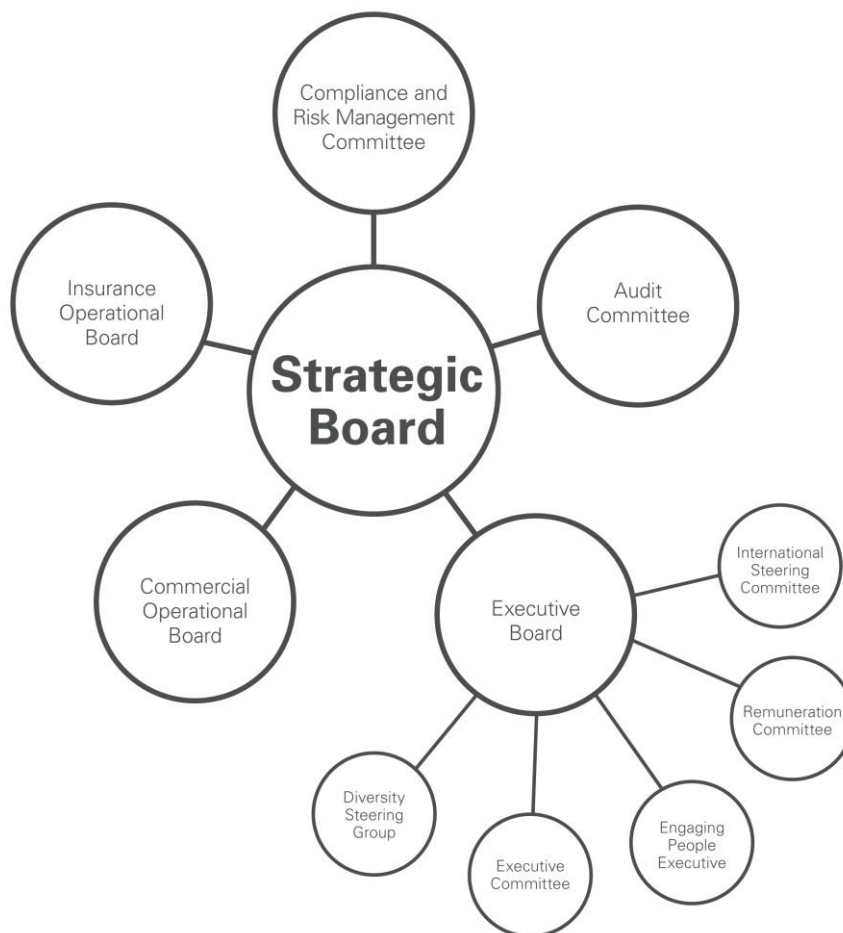 Compliance and
Risk Management
Committee
Insurance
Operational
Board
Audit
Committee
Strategic
Board
Commercial
Operational
Board
Executive
Board
International
Steering
Committee
Remuneration
Committee
Diversity
Steering
Group
Executive
Committee
Engaging
People
Executive